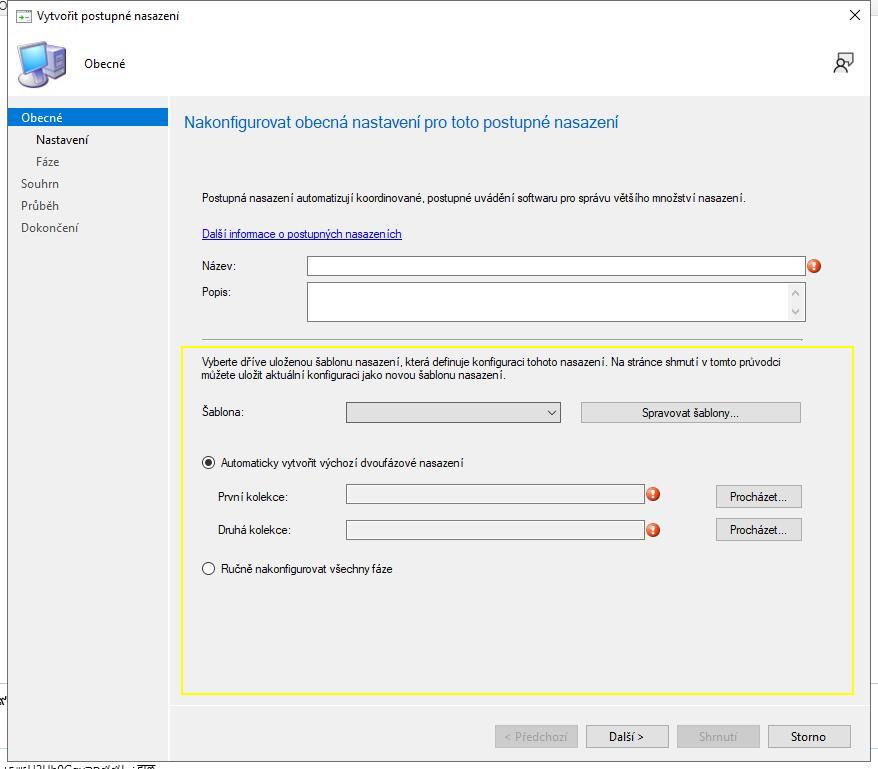 Vytvořit postupné nasazení
Obecné
Obecné
Nastavení
Fáze
Souhrn
Průběh
Dokončení
Nakonfigurovat obecná nastavení pro toto postupné nasazení
Postupná nasazení automatizují koordinované, postupné uvádění softwaru pro správu většího množství nasazení.
Další informace o postupných nasazeních
Název:
Popis:
Vyberte dříve uloženou šablonu nasazení, která definuje konfiguraci tohoto nasazení. Na stránce shrnutí v tomto průvodci
můžete uložit aktuální konfiguraci jako novou šablonu nasazení.
Šablona:
Spravovat šablony...
Automaticky vytvořit výchozí dvoufázové nasazení
První kolekce:
Procházet...
Druhá kolekce:
Procházet...
Ručně nakonfigurovat všechny fáze
< Předchozí
Další >
Shrnutí
Storno